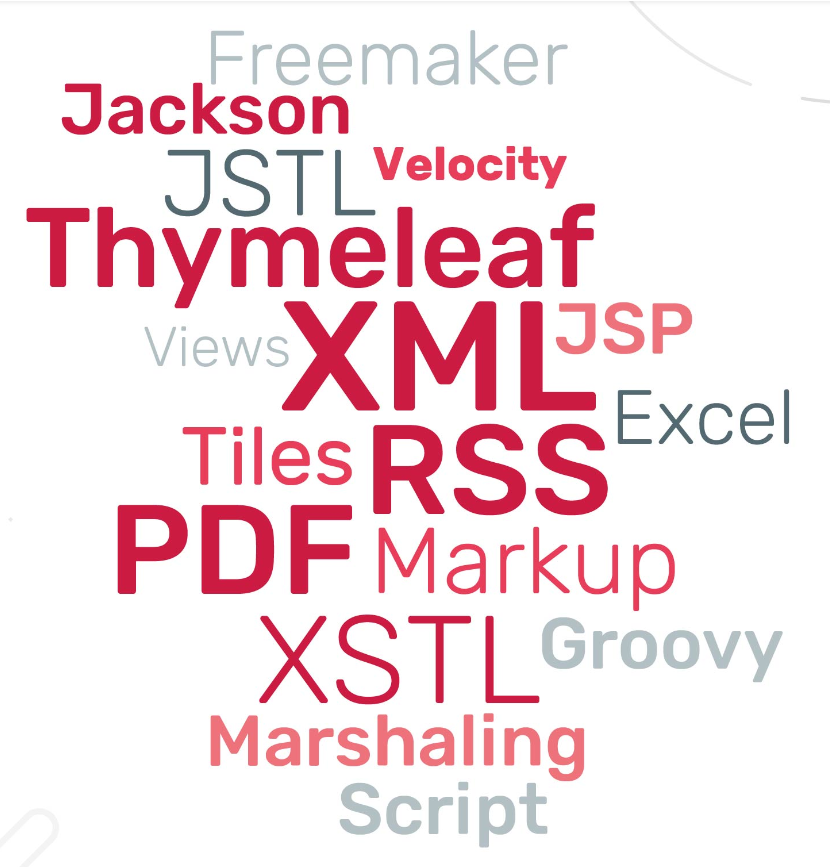 Freemaker
Jackson
JSTL Velocity
Thymeleaf
Views XML JSP
Excel
Tiles RSS
PDF Markup
XSTL Groovy
Marshaling
Script